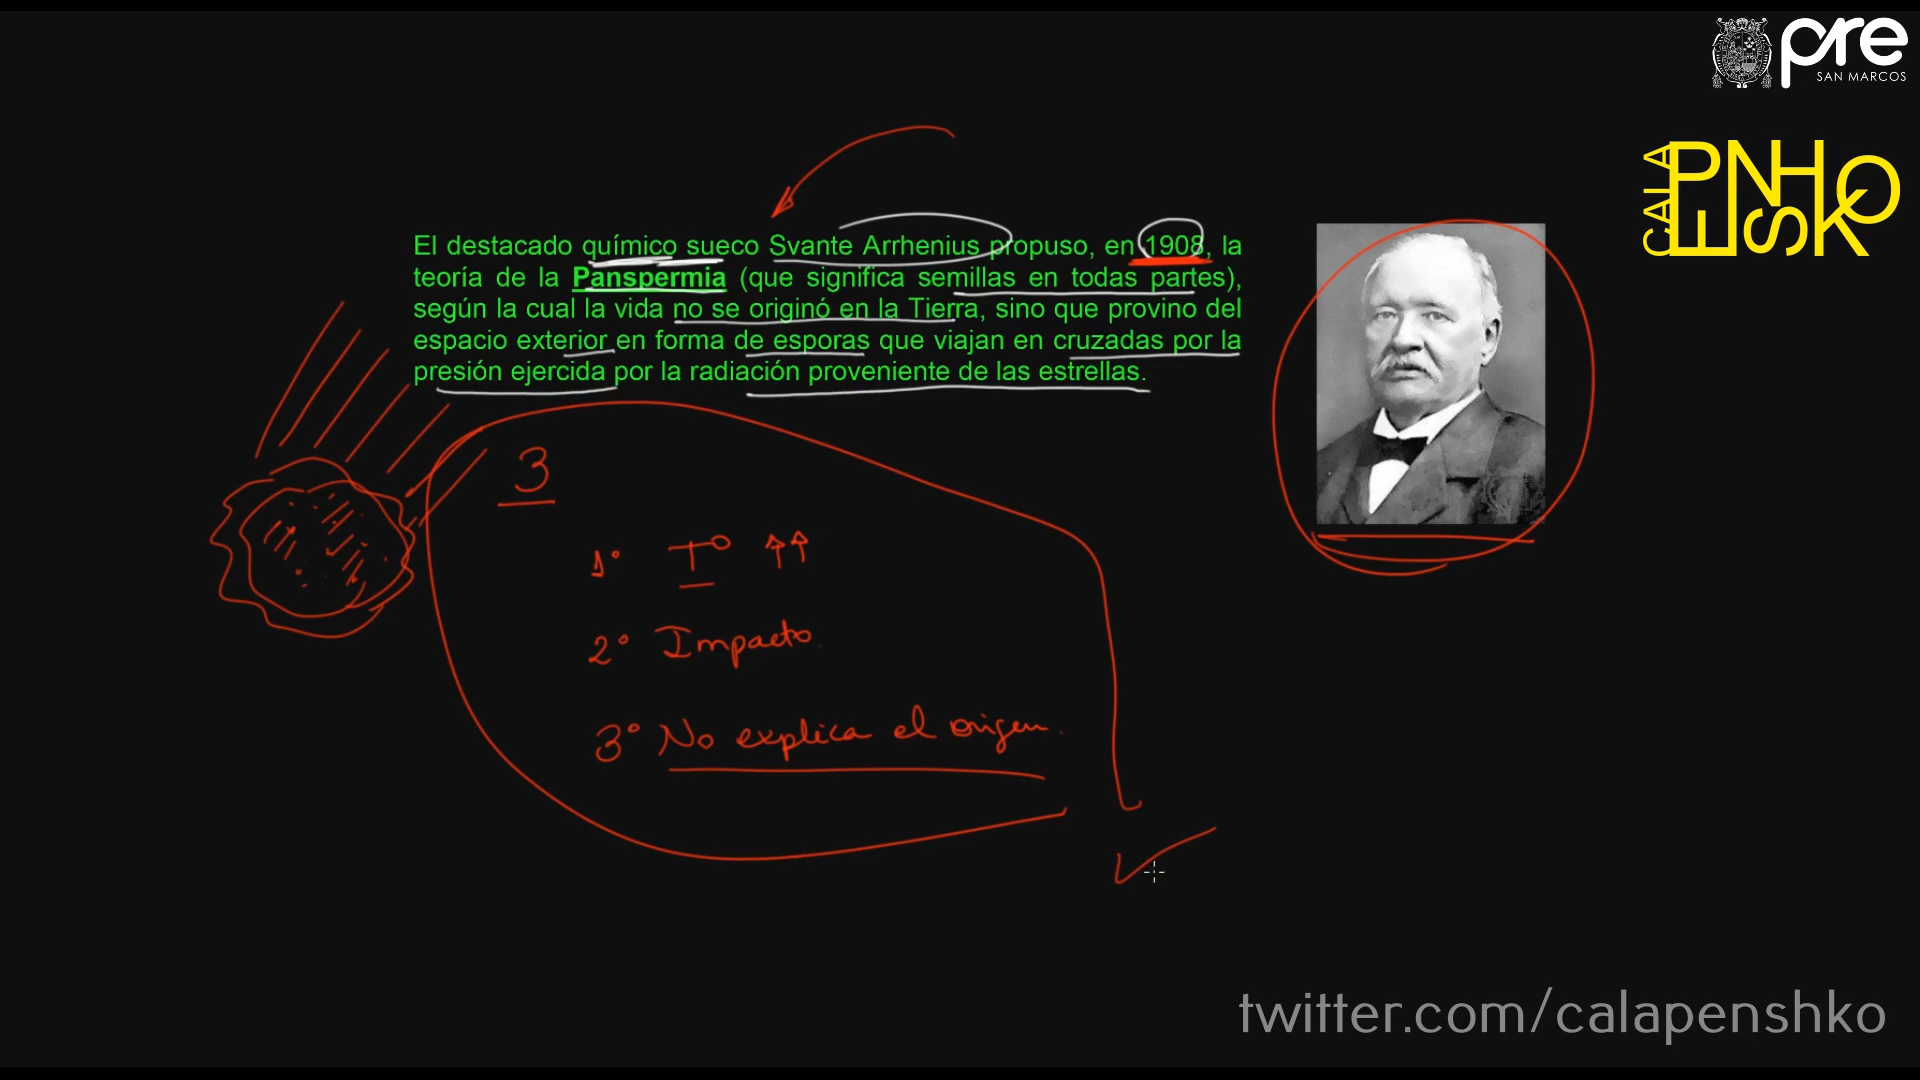 pre
SAN MARCOS
CALA
PENSHKO
El destacado químico sueco Svante Arrhenius propuso, en 1908, la
teoría de la Panspermia (que significa semillas en todas partes),
según la cual la vida no se originó en la Tierra, sino que provino del
espacio exterior en forma de esporas que viajan en cruzadas por la
presión ejercida por la radiación proveniente de las estrellas.
3
1° T° ↑↑
2° Impacto.
3° No explica el origen.
twitter.com/calapenshko